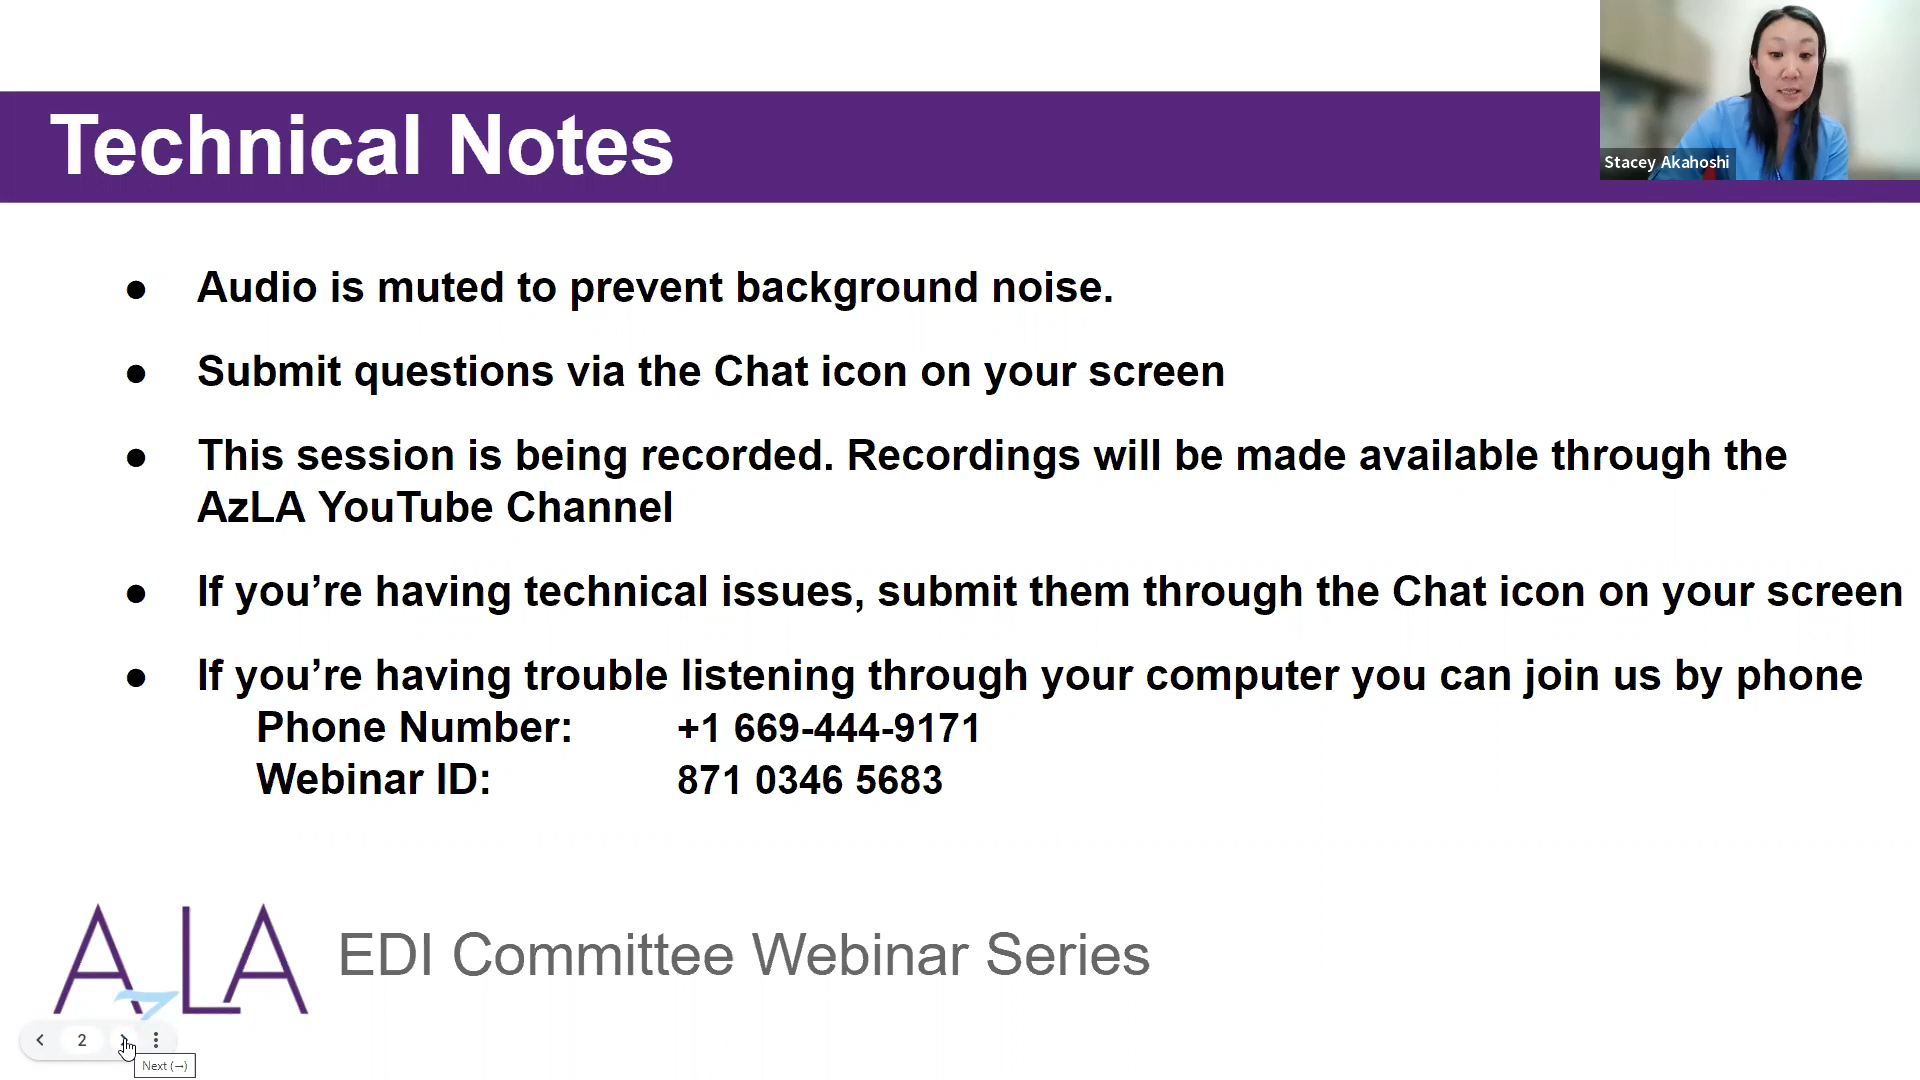 Technical Notes
Stacey Akahoshi
● Audio is muted to prevent background noise.
● Submit questions via the Chat icon on your screen
● This session is being recorded. Recordings will be made available through the
AzLA YouTube Channel
● If you’re having technical issues, submit them through the Chat icon on your screen
● If you’re having trouble listening through your computer you can join us by phone
Phone Number: +1 669-444-9171
Webinar ID: 871 0346 5683
AzLA
EDI Committee Webinar Series
2
Next (→)